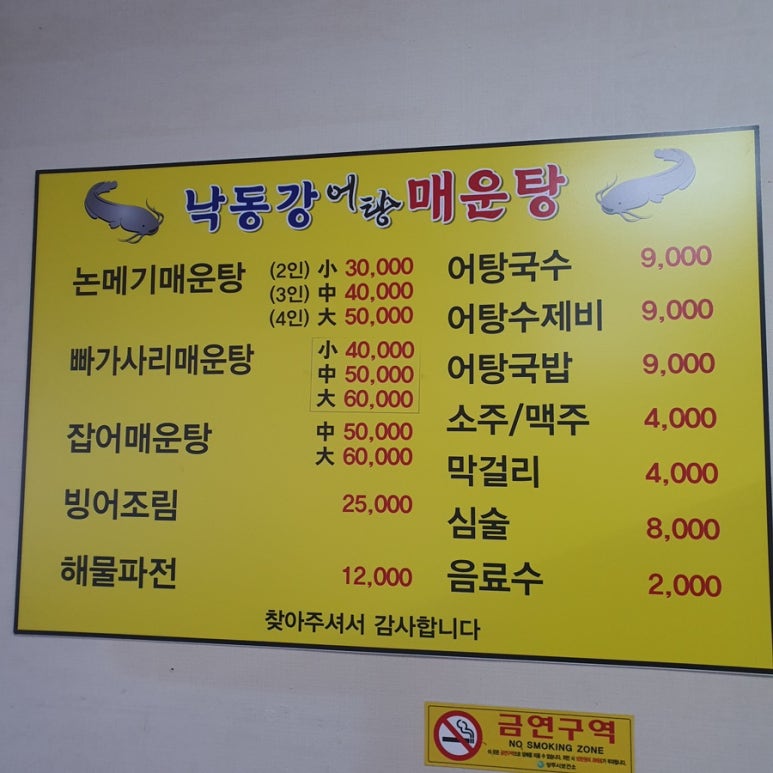 낙동강 어탕 매운탕
논메기매운탕 (2인) 小 30,000
(3인) 中 40,000
(4인) 大 50,000
빠가사리매운탕 小 40,000
中 50,000
大 60,000
잡어매운탕 中 50,000
大 60,000
빙어조림 25,000
해물파전 12,000
어탕국수 9,000
어탕수제비 9,000
어탕국밥 9,000
소주/맥주 4,000
막걸리 4,000
심술 8,000
음료수 2,000
찾아주셔서 감사합니다
금연구역
NO SMOKING ZONE
상주시보건소